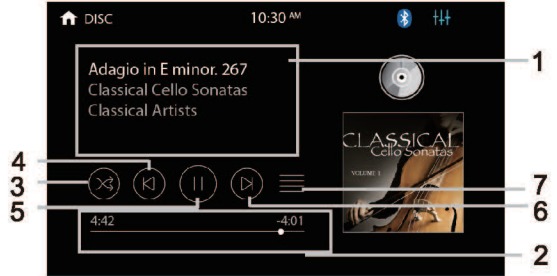 DISC
10:30 AM
Adagio in E minor. 267
Classical Cello Sonatas
Classical Artists
CLASSICAL
Cello Sonatas
VOLUME 1
4:42
-4:01
1
4
3
5
7
6
2